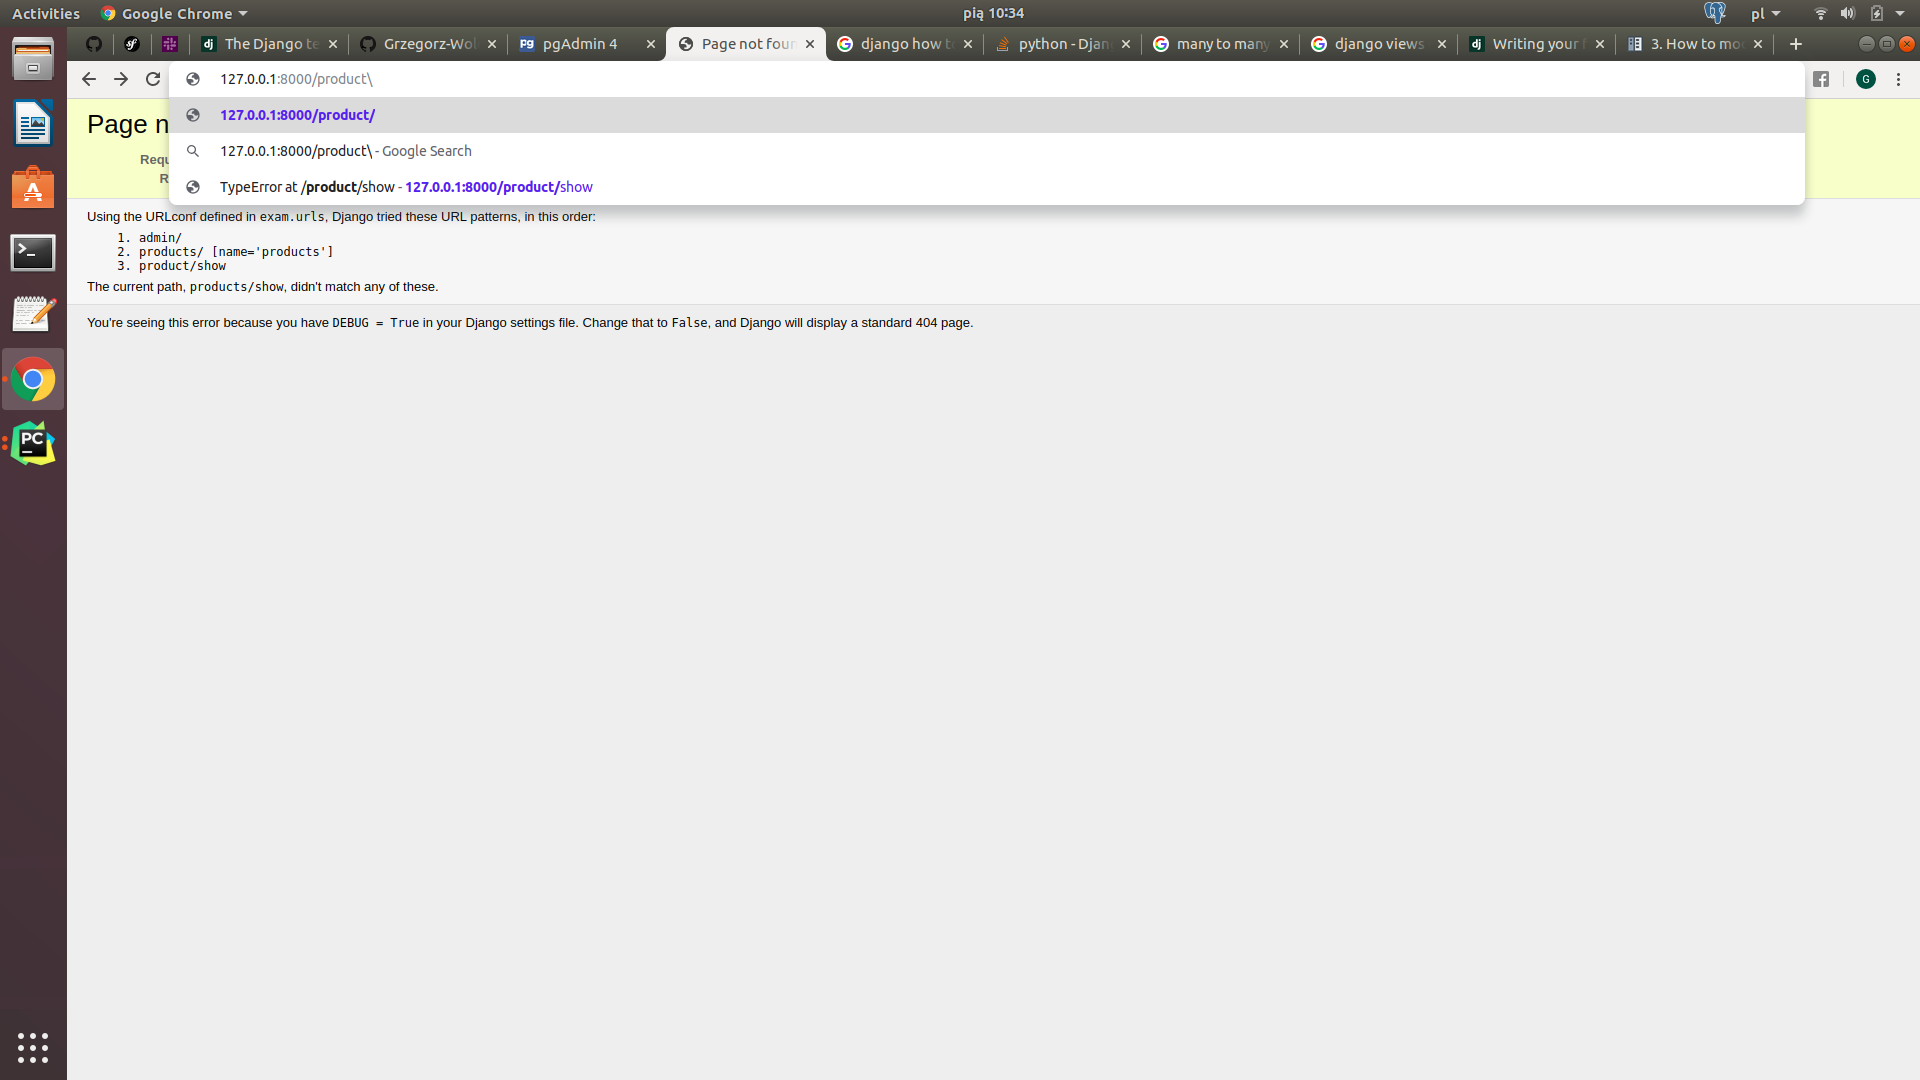 Activities Google Chrome pią 10:34 pl
The Django te Grzegorz-Wol pgAdmin 4 Page not foun django how to python - Djan many to many django views Writing your f 3. How to mo
127.0.0.1:8000/product\ G
127.0.0.1:8000/product/
Page n
127.0.0.1:8000/product\ - Google Search
Requ
R
TypeError at /product/show - 127.0.0.1:8000/product/show
Using the URLconf defined in exam.urls, Django tried these URL patterns, in this order:
1. admin/
2. products/ [name='products']
3. product/show
The current path, products/show, didn't match any of these.
You're seeing this error because you have DEBUG = True in your Django settings file. Change that to False, and Django will display a standard 404 page.
PC